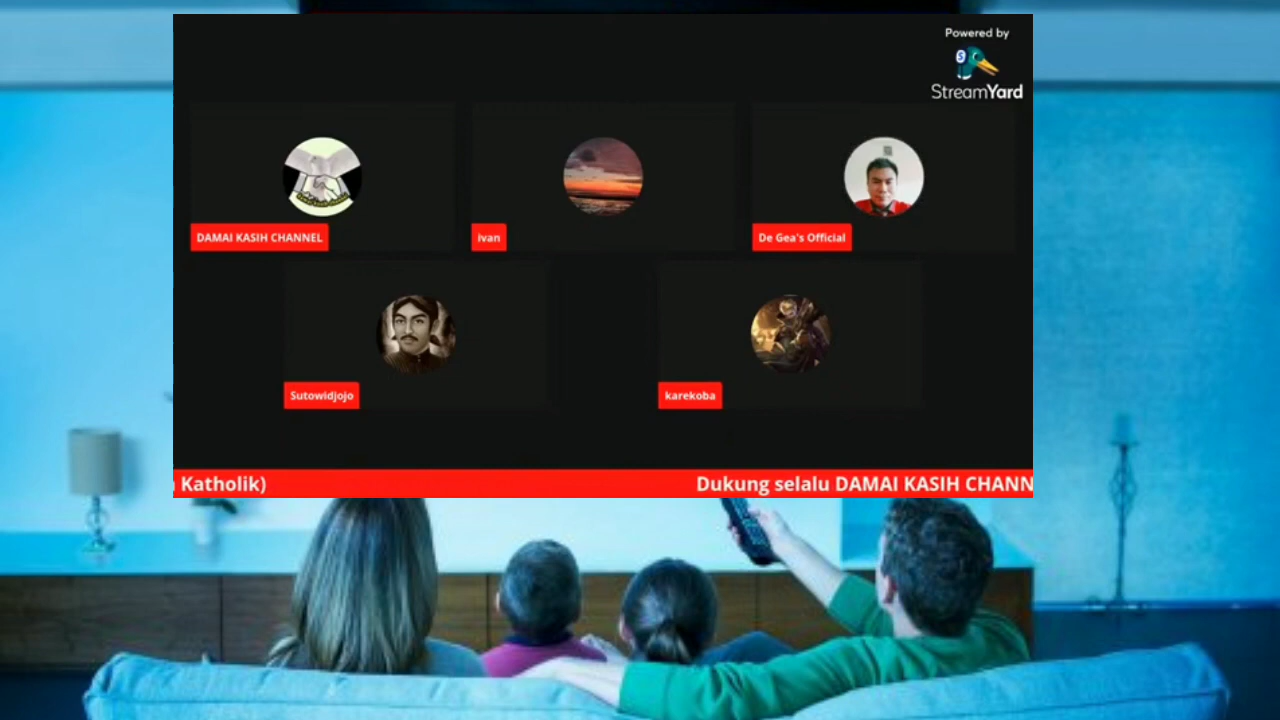 Powered by
StreamYard
DAMAI KASIH CHANNEL
ivan
De Gea's Official
Sutowidjojo
karekoba
Katholik)
Dukung selalu DAMAI KASIH CHANN